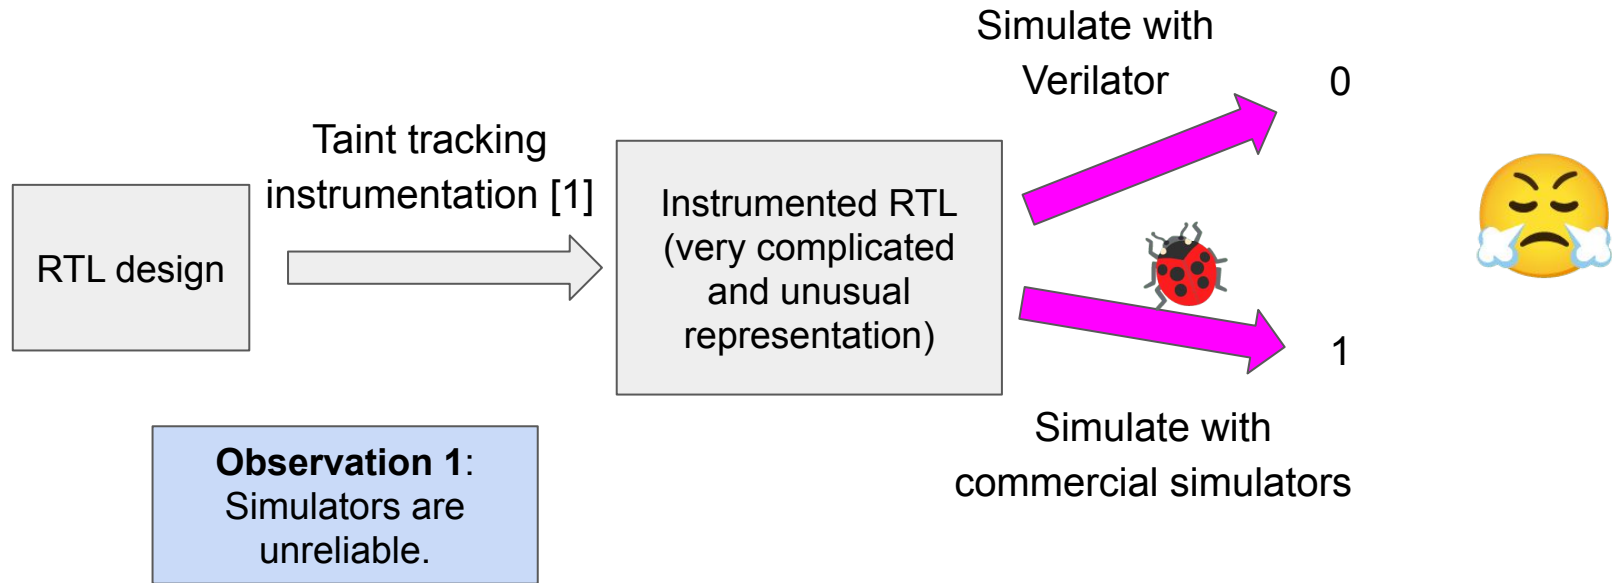 Simulate with
Verilator
0
Taint tracking
instrumentation [1]
RTL design
Instrumented RTL
(very complicated
and unusual
representation)
1
Simulate with
commercial simulators
Observation 1:
Simulators are
unreliable.